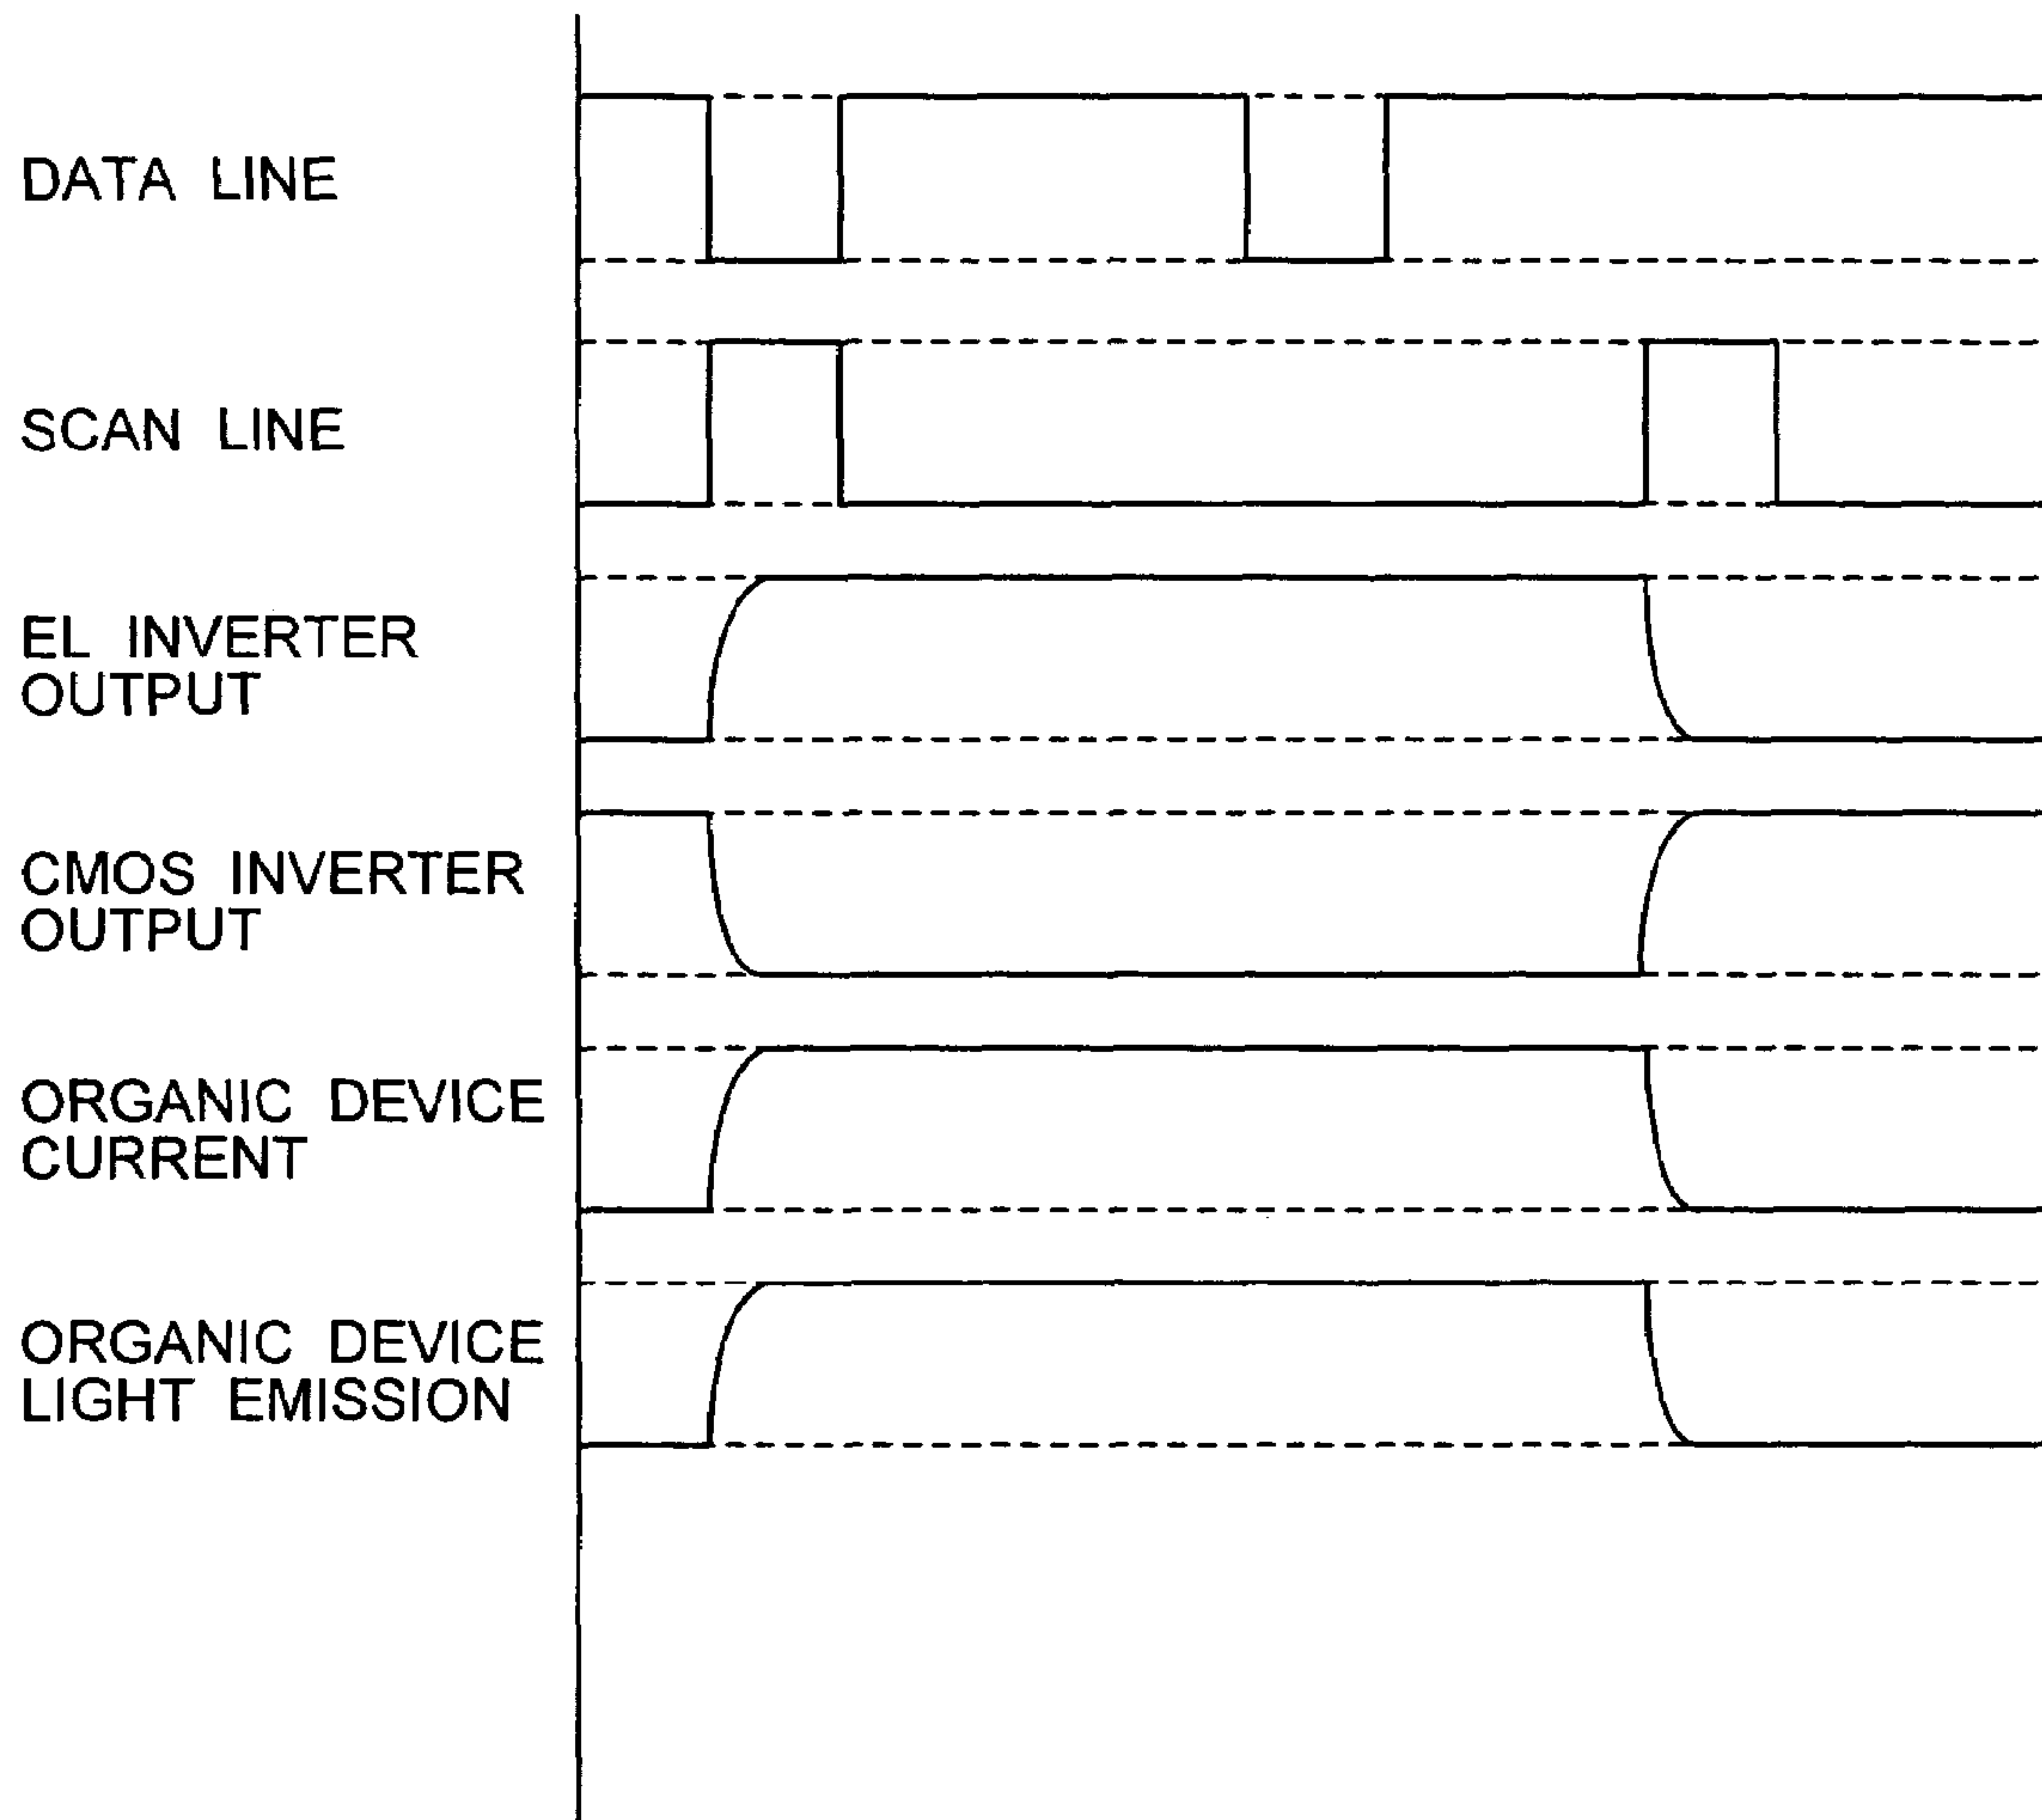 DATA LINE
SCAN LINE
EL INVERTER
OUTPUT
CMOS INVERTER
OUTPUT
ORGANIC DEVICE
CURRENT
ORGANIC DEVICE
LIGHT EMISSION